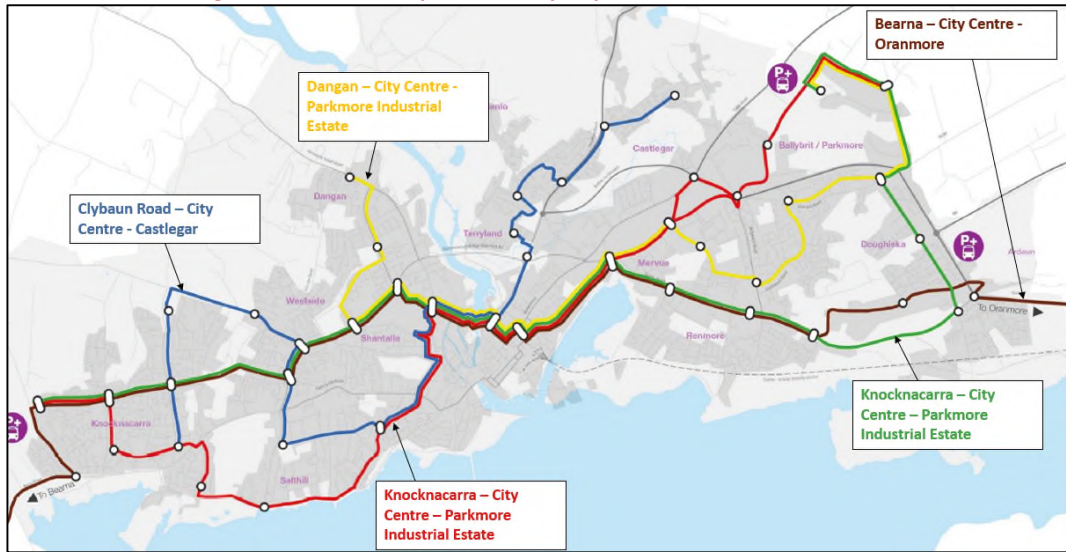 Bearna – City Centre -
Oranmore
P+
Dangan – City Centre -
Parkmore Industrial
Estate
Castlegar
Ballybrit / Parkmore
Dangan
Clybaun Road – City
Centre - Castlegar
Terryland
Doughiska
P+
Ardaun
Mervue
Westside
To Oranmore
Shantalla
Renmore
Knocknacarra – City
Centre – Parkmore
Industrial Estate
Knocknacarra
Salthill
To Bearna
Knocknacarra – City
Centre – Parkmore
Industrial Estate